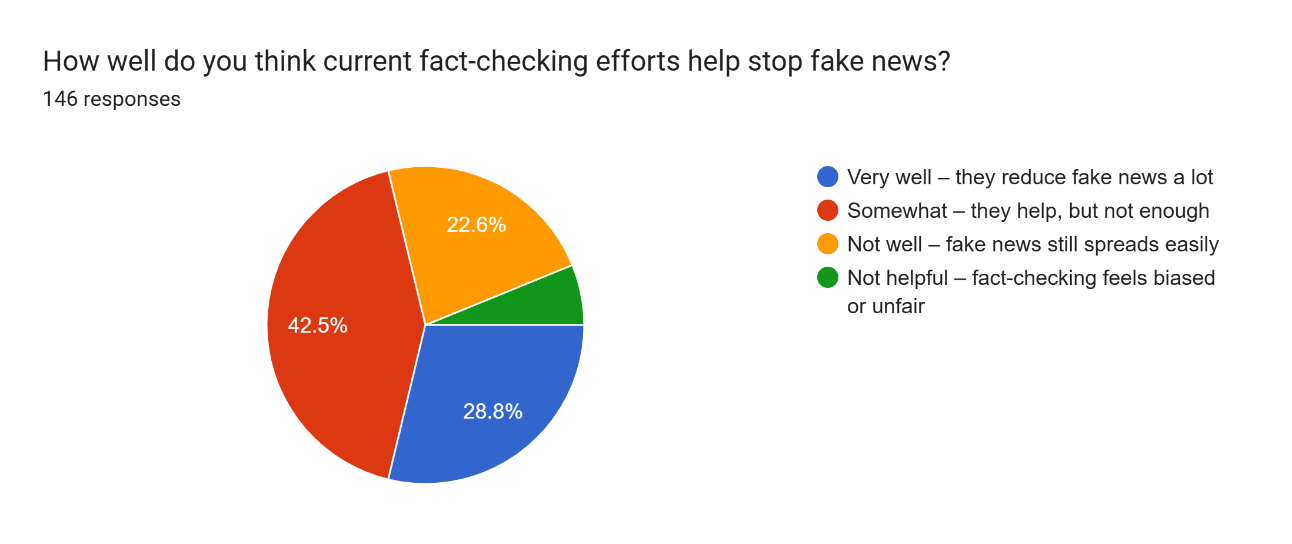 How well do you think current fact-checking efforts help stop fake news?
146 responses
22.6%
42.5%
28.8%
Very well – they reduce fake news a lot
Somewhat – they help, but not enough
Not well – fake news still spreads easily
Not helpful – fact-checking feels biased
or unfair